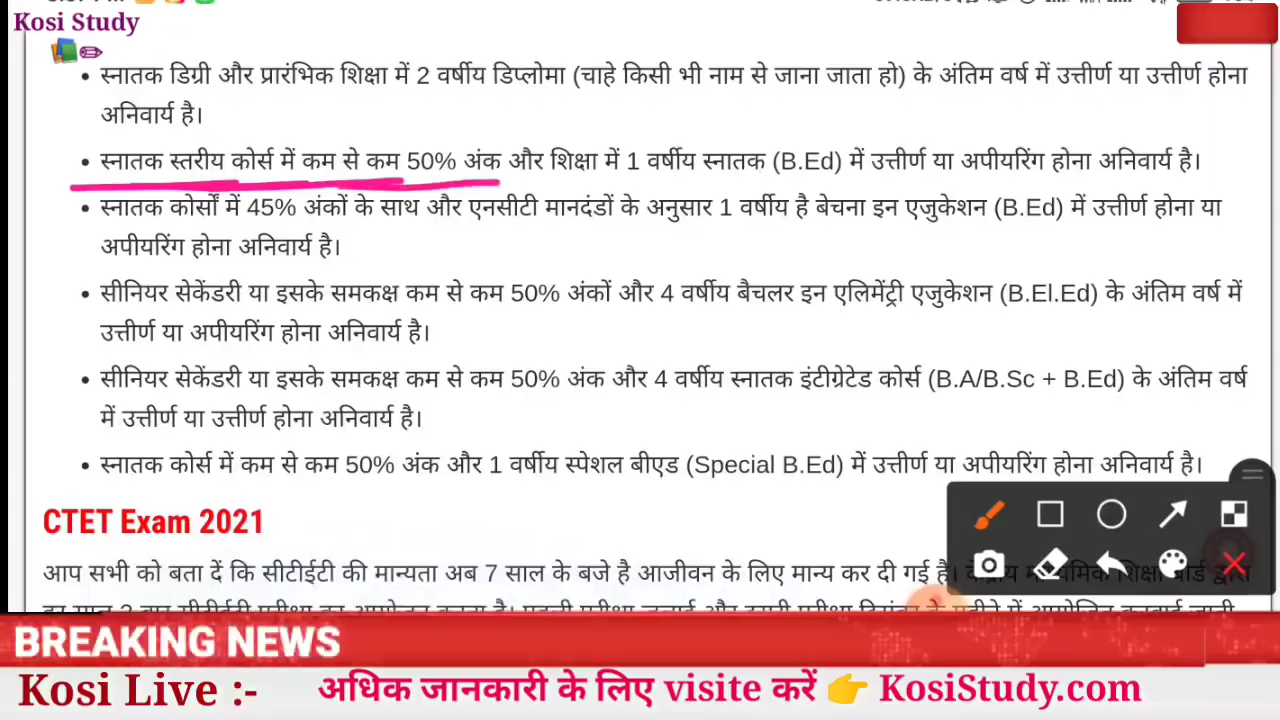 Kosi Study
स्नातक डिग्री और प्रारंभिक शिक्षा में 2 वर्षीय डिप्लोमा (चाहे किसी भी नाम से जाना जाता हो) के अंतिम वर्ष में उत्तीर्ण या उत्तीर्ण होना
अनिवार्य है।
स्नातक स्तरीय कोर्स में कम से कम 50% अंक और शिक्षा में 1 वर्षीय स्नातक (B.Ed) में उत्तीर्ण या अपीयरिंग होना अनिवार्य है।
स्नातक कोर्सों में 45% अंकों के साथ और एनसीटी मानदंडों के अनुसार 1 वर्षीय है बेचना इन एजुकेशन (B.Ed) में उत्तीर्ण होना या
अपीयरिंग होना अनिवार्य है।
सीनियर सेकेंडरी या इसके समकक्ष कम से कम 50% अंकों और 4 वर्षीय बैचलर इन एलिमेंट्री एजुकेशन (B.El.Ed) के अंतिम वर्ष में
उत्तीर्ण या अपीयरिंग होना अनिवार्य है।
सीनियर सेकेंडरी या इसके समकक्ष कम से कम 50% अंक और 4 वर्षीय स्नातक इंटीग्रेटेड कोर्स (B.A/B.Sc + B.Ed) के अंतिम वर्ष
में उत्तीर्ण या उत्तीर्ण होना अनिवार्य है।
स्नातक कोर्स में कम से कम 50% अंक और 1 वर्षीय स्पेशल बीएड (Special B.Ed) में उत्तीर्ण या अपीयरिंग होना अनिवार्य है।
CTET Exam 2021
आप सभी को बता दें कि सीटीईटी की मान्यता अब 7 साल के बजे है आजीवन के लिए मान्य कर दी गई है। शिक्षा
BREAKING NEWS
Kosi Live :- अधिक जानकारी के लिए visite करें 👉 KosiStudy.com